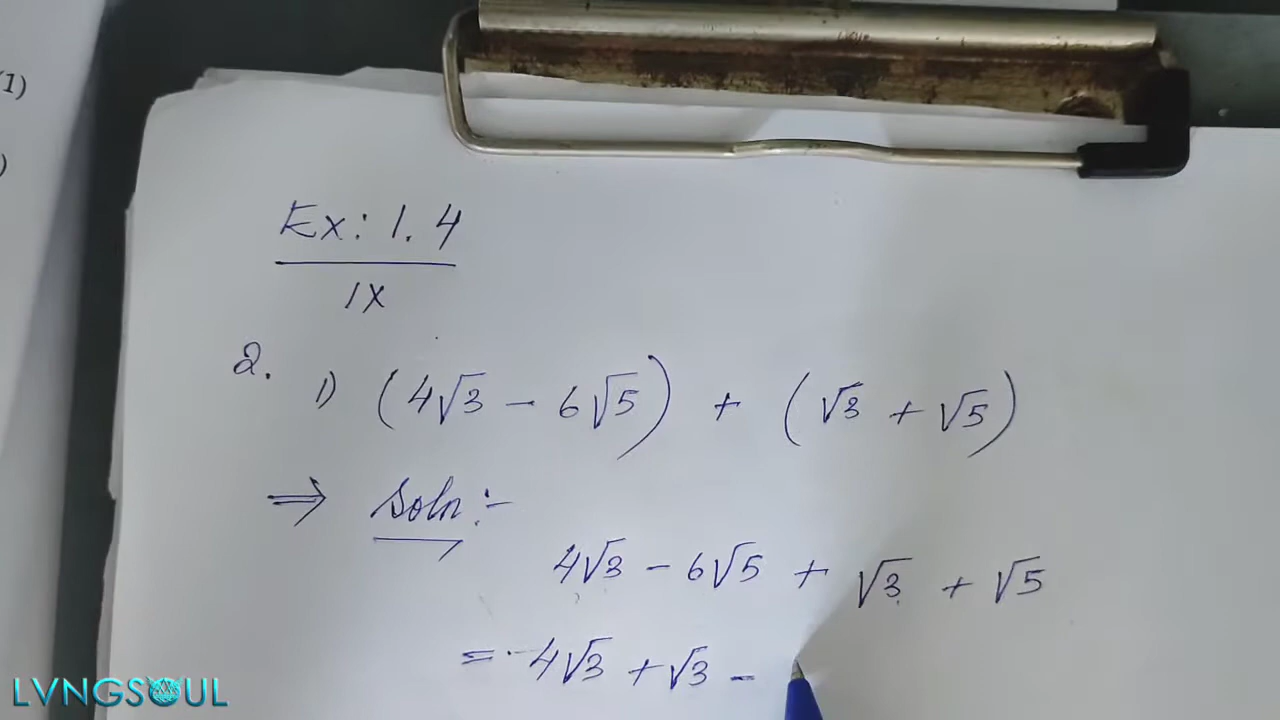 (1)
)
Ex: 1.4
IX
2. 1) (4√3 - 6√5) + (√3 + √5)
⇒ Soln:-
4√3 - 6√5 + √3 + √5
= 4√3 + √3 -
LVNGSOUL